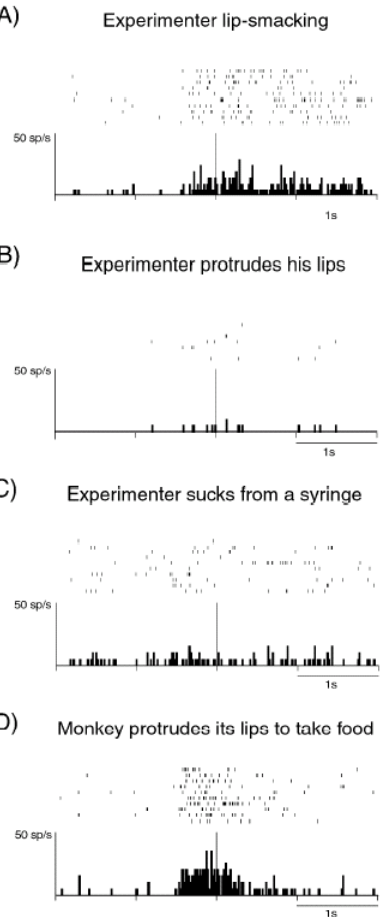 A)
Experimenter lip-smacking
50 sp/s
1s
B)
Experimenter protrudes his lips
50 sp/s
1s
C)
Experimenter sucks from a syringe
50 sp/s
1s
D)
Monkey protrudes its lips to take food
50 sp/s
1s